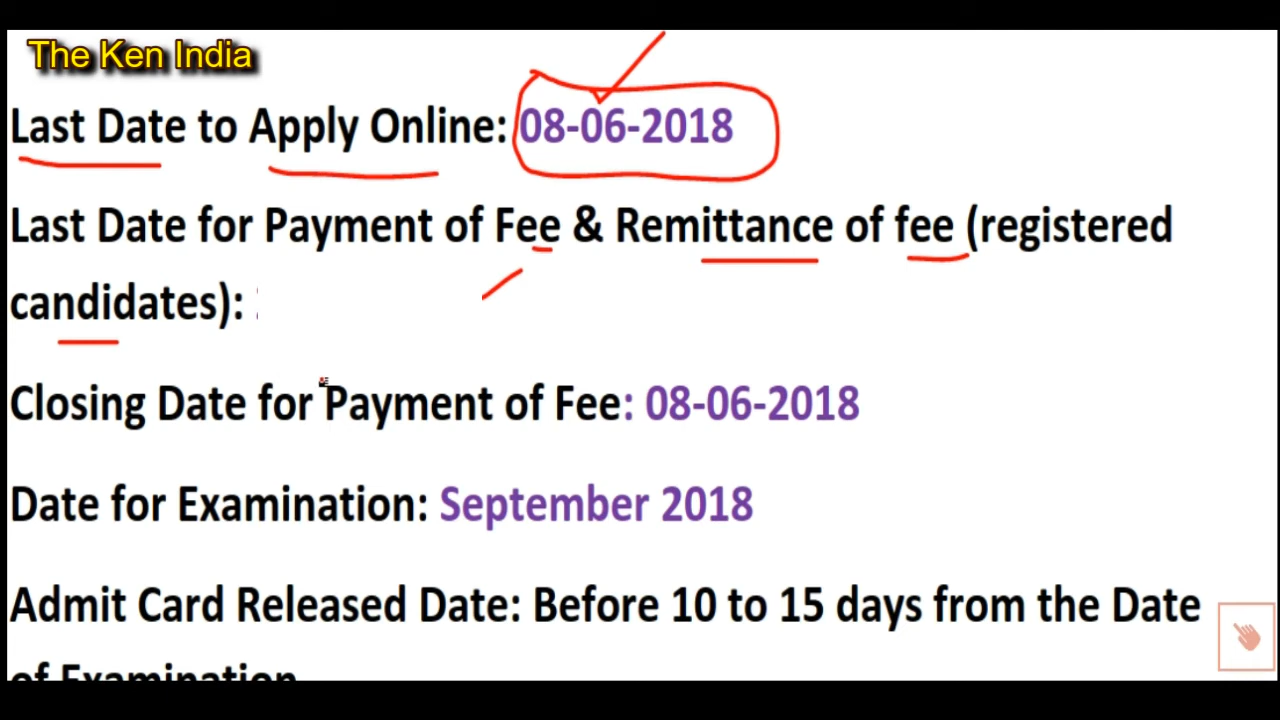 The Ken India
Last Date to Apply Online: 08-06-2018
Last Date for Payment of Fee & Remittance of fee (registered
candidates):
Closing Date for Payment of Fee: 08-06-2018
Date for Examination: September 2018
Admit Card Released Date: Before 10 to 15 days from the Date
of Examination